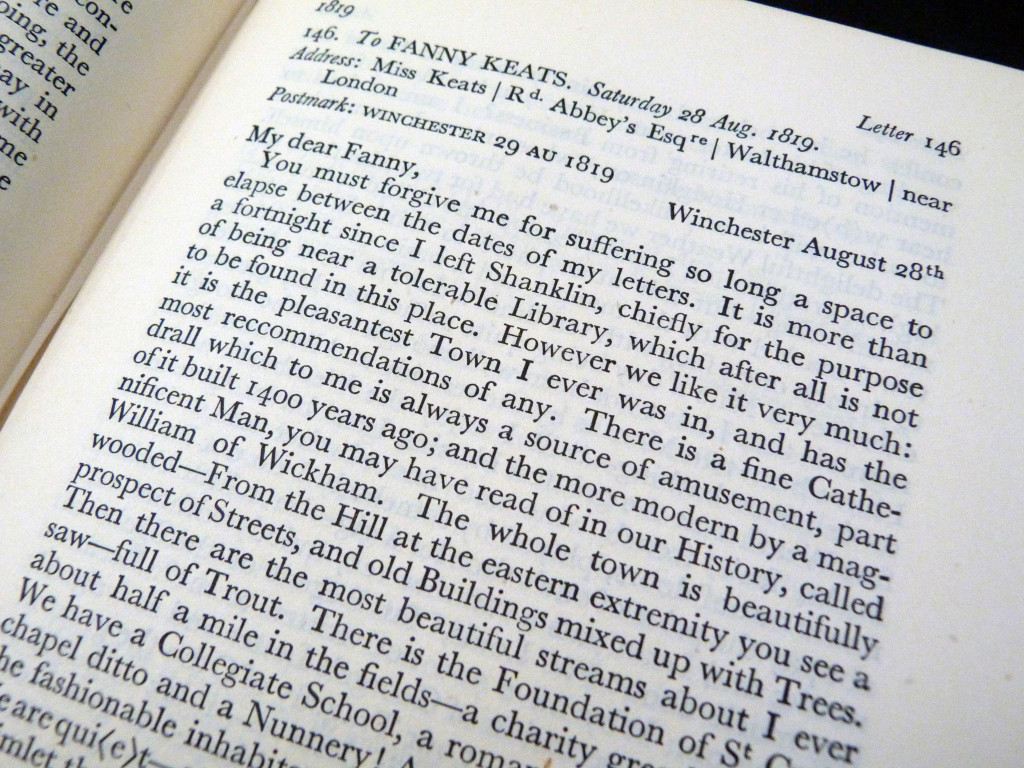 con-
and
the
greater
in
with
1819
Letter 146
146. To FANNY KEATS. Saturday 28 Aug. 1819.
Address: Miss Keats | Rd. Abbey's Esqre | Walthamstow | near
London
Postmark: WINCHESTER 29 AU 1819
Winchester August 28th
My dear Fanny,
You must forgive me for suffering so long a space to
elapse between the dates of my letters. It is more than
a fortnight since I left Shanklin, chiefly for the purpose
of being near a tolerable Library, which after all is not
to be found in this place. However we like it very much:
it is the pleasantest Town I ever was in, and has the
most reccommendations of any. There is a fine Cathe-
drall which to me is always a source of amusement, part
of it built 1400 years ago; and the more modern by a mag-
nificent Man, you may have read of in our History, called
William of Wickham. The whole town is beautifully
wooded—From the Hill at the eastern extremity you see a
prospect of Streets, and old Buildings mixed up with Trees.
Then there are the most beautiful streams about I ever
saw—full of Trout. There is the Foundation of St
about half a mile in the fields—a charity
We have a Collegiate School, a
chapel ditto and a Nunnery!
fashionable
are qui⟨e⟩t—